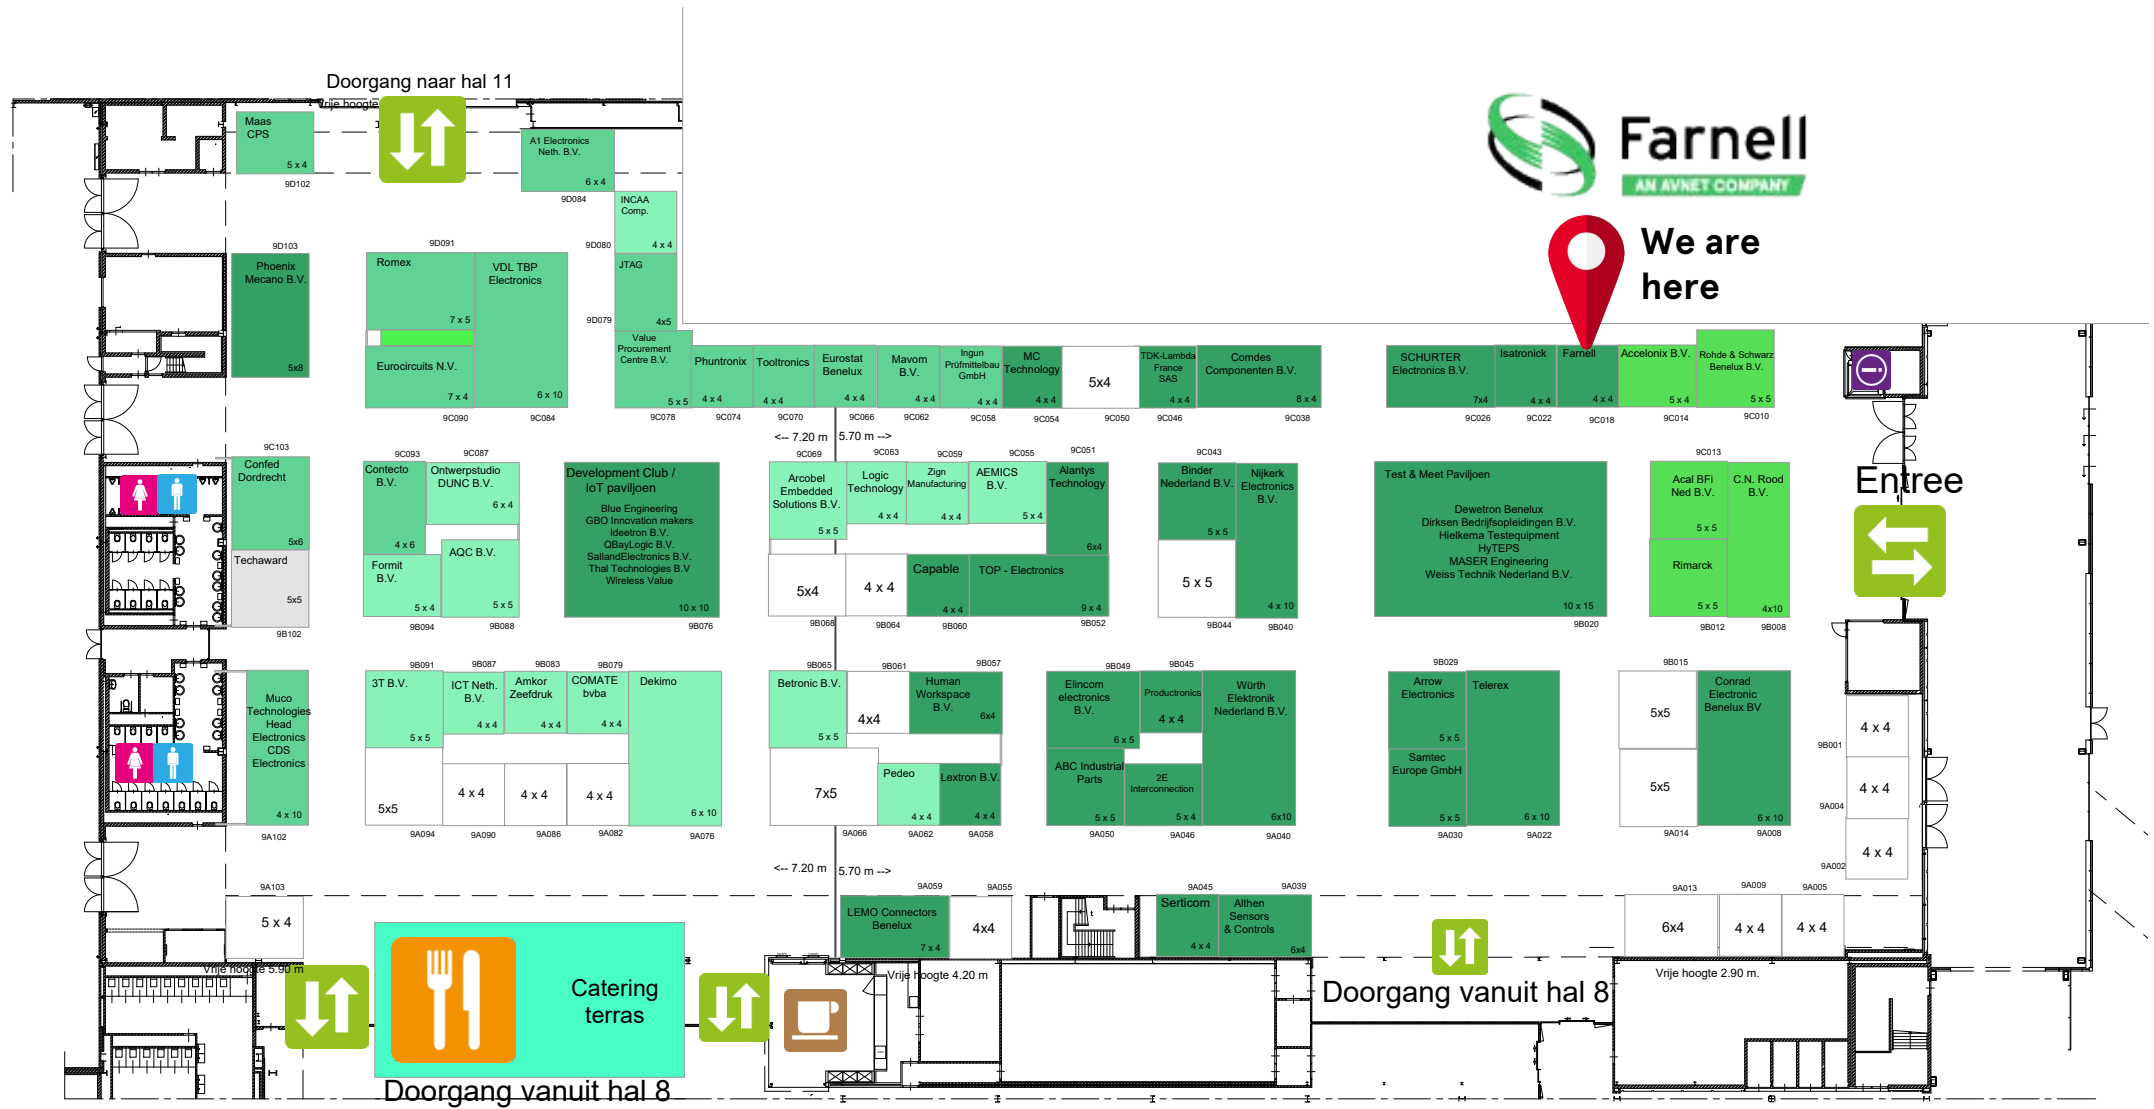 Doorgang naar hal 11
Vrije hoogte
Farnell
AN AVNET COMPANY
We are
here
Maas
CPS
5 x 4
9D102
A1 Electronics
Neth. B.V.
6 x 4
9D084
INCAA
Comp.
4 x 4
9D080
JTAG
4x5
9D079
9D103
Phoenix
Mecano B.V.
5x8
9D091
Romex
7 x 5
VDL TBP
Electronics
6 x 10
9C084
Eurocircuits N.V.
7 x 4
9C090
Value
Procurement
Centre B.V.
5 x 5
9C078
Phuntronix
4 x 4
9C074
Tooltronics
4 x 4
9C070
Eurostat
Benelux
4 x 4
9C066
Mavom
B.V.
4 x 4
9C062
Ingun
Prüfmittelbau
GmbH
4 x 4
9C058
MC
Technology
4 x 4
9C054
5x4
9C050
TDK-Lambda
France
SAS
4 x 4
9C046
Comdes
Componenten B.V.
8 x 4
9C038
SCHURTER
Electronics B.V.
7x4
9C026
Isatronick
4 x 4
9C022
Farnell
4 x 4
9C018
Accelonix B.V.
5 x 4
9C014
Rohde & Schwarz
Benelux B.V.
5 x 5
9C010
<-- 7.20 m
5.70 m -->
9C103
Confed
Dordrecht
5x6
Techaward
5x5
9B102
9C093
Contecto
B.V.
4 x 6
9C087
Ontwerpstudio
DUNC B.V.
6 x 4
Formit
B.V.
5 x 4
9B094
AQC B.V.
5 x 5
9B088
Development Club /
IoT paviljoen
Blue Engineering
GBO Innovation makers
Ideetron B.V.
QBayLogic B.V.
SallandElectronics B.V.
Thal Technologies B.V
Wireless Value
10 x 10
9B076
9C069
Arcobel
Embedded
Solutions B.V.
5 x 5
9C063
Logic
Technology
4 x 4
9C059
Zign
Manufacturing
4 x 4
9C055
AEMICS
B.V.
5 x 4
9C051
Alantys
Technology
6x4
5x4
9B068
4 x 4
9B064
Capable
4 x 4
9B060
TOP - Electronics
9 x 4
9B052
9C043
Binder
Nederland B.V.
5 x 5
5 x 5
9B044
Nijkerk
Electronics
B.V.
4 x 10
9B040
Test & Meet Paviljoen
Dewetron Benelux
Dirksen Bedrijfsopleidingen B.V.
Hielkema Testequipment
HyTEPS
MASER Engineering
Weiss Technik Nederland B.V.
10 x 15
9B020
9C013
Acal BFi
Ned B.V.
5 x 5
C.N. Rood
B.V.
4x10
9B008
Rimarck
5 x 5
9B012
Entree
Muco
Technologies
Head
Electronics
CDS
Electronics
4 x 10
9A102
9B091
3T B.V.
5 x 5
9B087
ICT Neth.
B.V.
4 x 4
9B083
Amkor
Zeefdruk
4 x 4
9B079
COMATE
bvba
4 x 4
Dekimo
6 x 10
9A076
5x5
9A094
4 x 4
9A090
4 x 4
9A086
4 x 4
9A082
9B065
Betronic B.V.
5 x 5
9B061
4x4
9B057
Human
Workspace
B.V.
6x4
7x5
9A066
Pedeo
4 x 4
9A062
Lextron B.V.
4 x 4
9A058
9B049
Elincom
electronics
B.V.
6 x 5
9B045
Productronics
4 x 4
Würth
Elektronik
Nederland B.V.
6x10
9A040
ABC Industrial
Parts
5 x 5
9A050
2E
Interconnection
5 x 4
9A046
9B029
Arrow
Electronics
5 x 5
Telerex
6 x 10
9A022
Samtec
Europe GmbH
5 x 5
9A030
9B015
5x5
5x5
9A014
Conrad
Electronic
Benelux BV
6 x 10
9A008
4 x 4
9B001
4 x 4
9A004
4 x 4
9A002
<-- 7.20 m
5.70 m -->
9A103
5 x 4
Vrije hoogte 5.90 m
Catering
terras
Doorgang vanuit hal 8
9A059
LEMO Connectors
Benelux
7 x 4
9A055
4x4
Vrije hoogte 4.20 m
9A045
Serticom
4 x 4
9A039
Althen
Sensors
& Controls
6x4
Doorgang vanuit hal 8
9A013
6x4
9A009
4 x 4
9A005
4 x 4
Vrije hoogte 2.90 m.